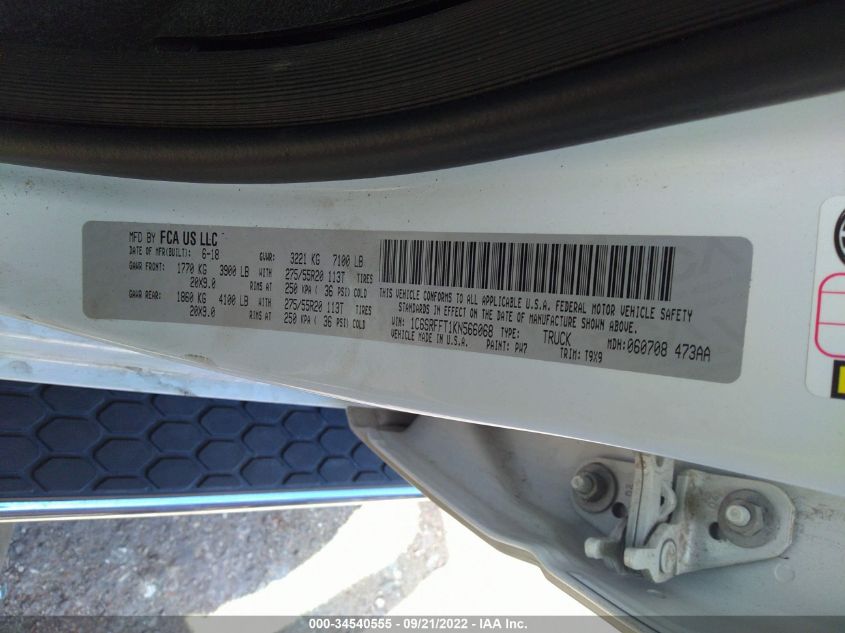 MFD BY FCA US LLC
DATE OF MFR(BUILT): 6-18 GVWR: 3221 KG 7100 LB
GAWR FRONT: 1770 KG 3900 LB WITH 275/55R20 113T TIRES
20X9.0 RIMS AT 250 KPA ( 36 PSI) COLD
GAWR REAR: 1860 KG 4100 LB WITH 275/55R20 113T TIRES
20X9.0 RIMS AT 250 KPA ( 36 PSI) COLD
THIS VEHICLE CONFORMS TO ALL APPLICABLE U.S.A. FEDERAL MOTOR VEHICLE SAFETY
STANDARDS IN EFFECT ON THE DATE OF MANUFACTURE SHOWN ABOVE.
VIN: 1C6SRFFT1KN566068 TYPE: TRUCK MDH:060708 473AA
VEHICLE MADE IN U.S.A. PAINT: PW7 TRIM: T9X9
000-34540555 - 09/21/2022 - IAA Inc.